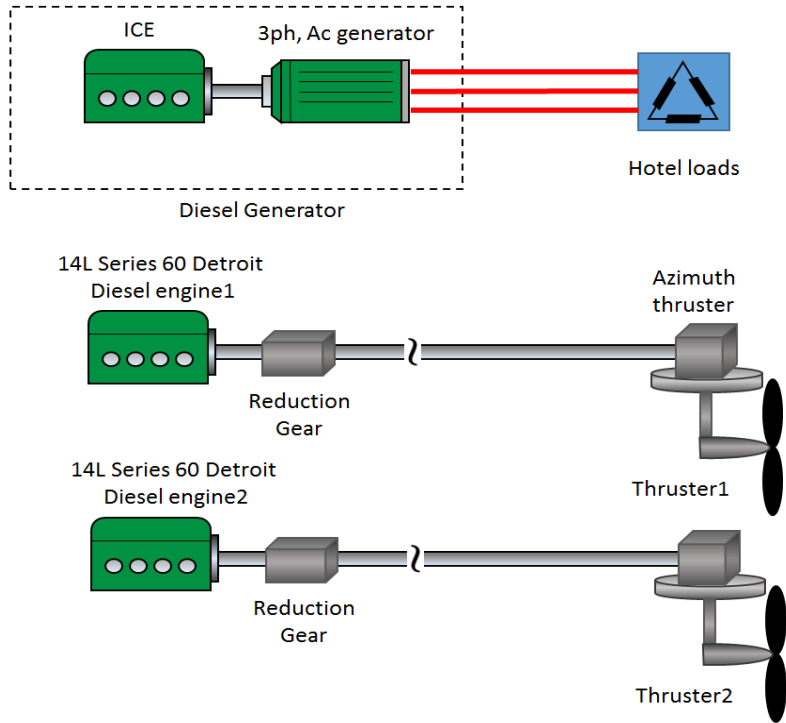 ICE
3ph, Ac generator
Hotel loads
Diesel Generator
14L Series 60 Detroit
Diesel engine1
Azimuth
thruster
Reduction
Gear
Thruster1
14L Series 60 Detroit
Diesel engine2
Reduction
Gear
Thruster2